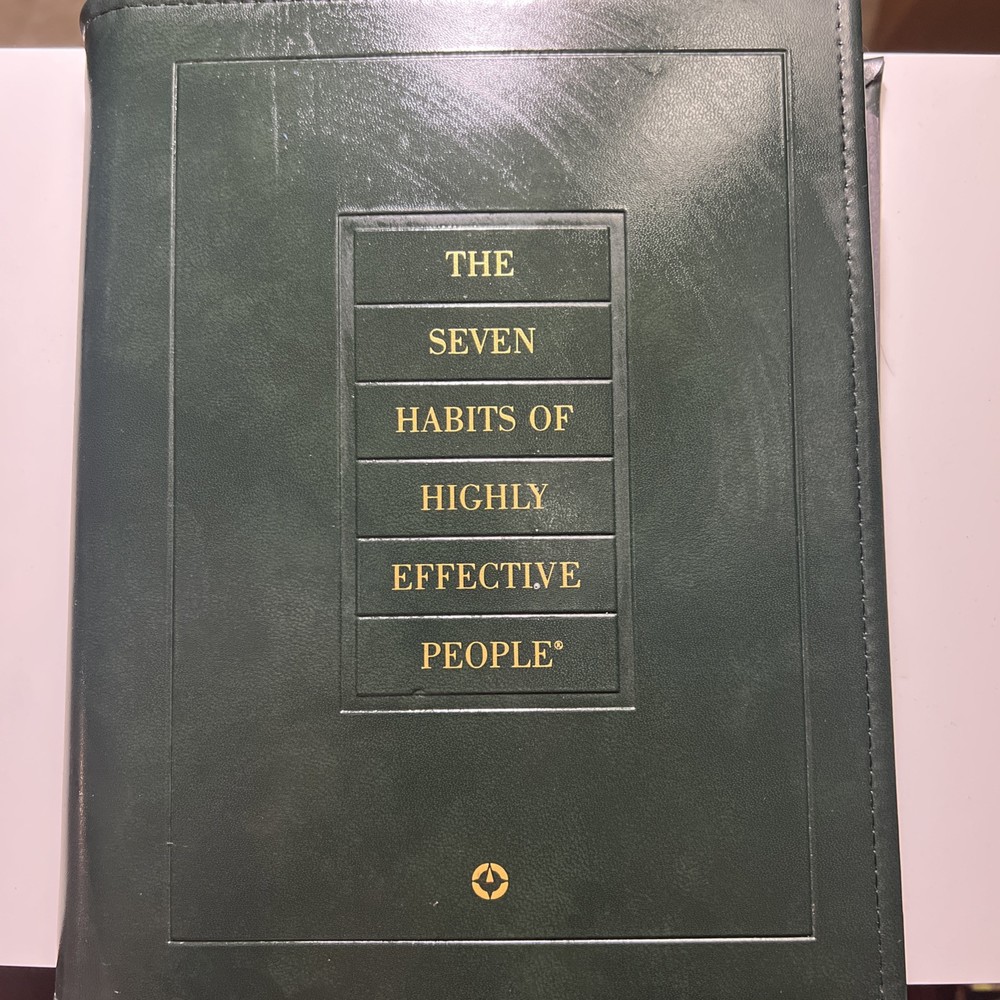 THE
SEVEN
HABITS OF
HIGHLY
EFFECTIVE
PEOPLE®